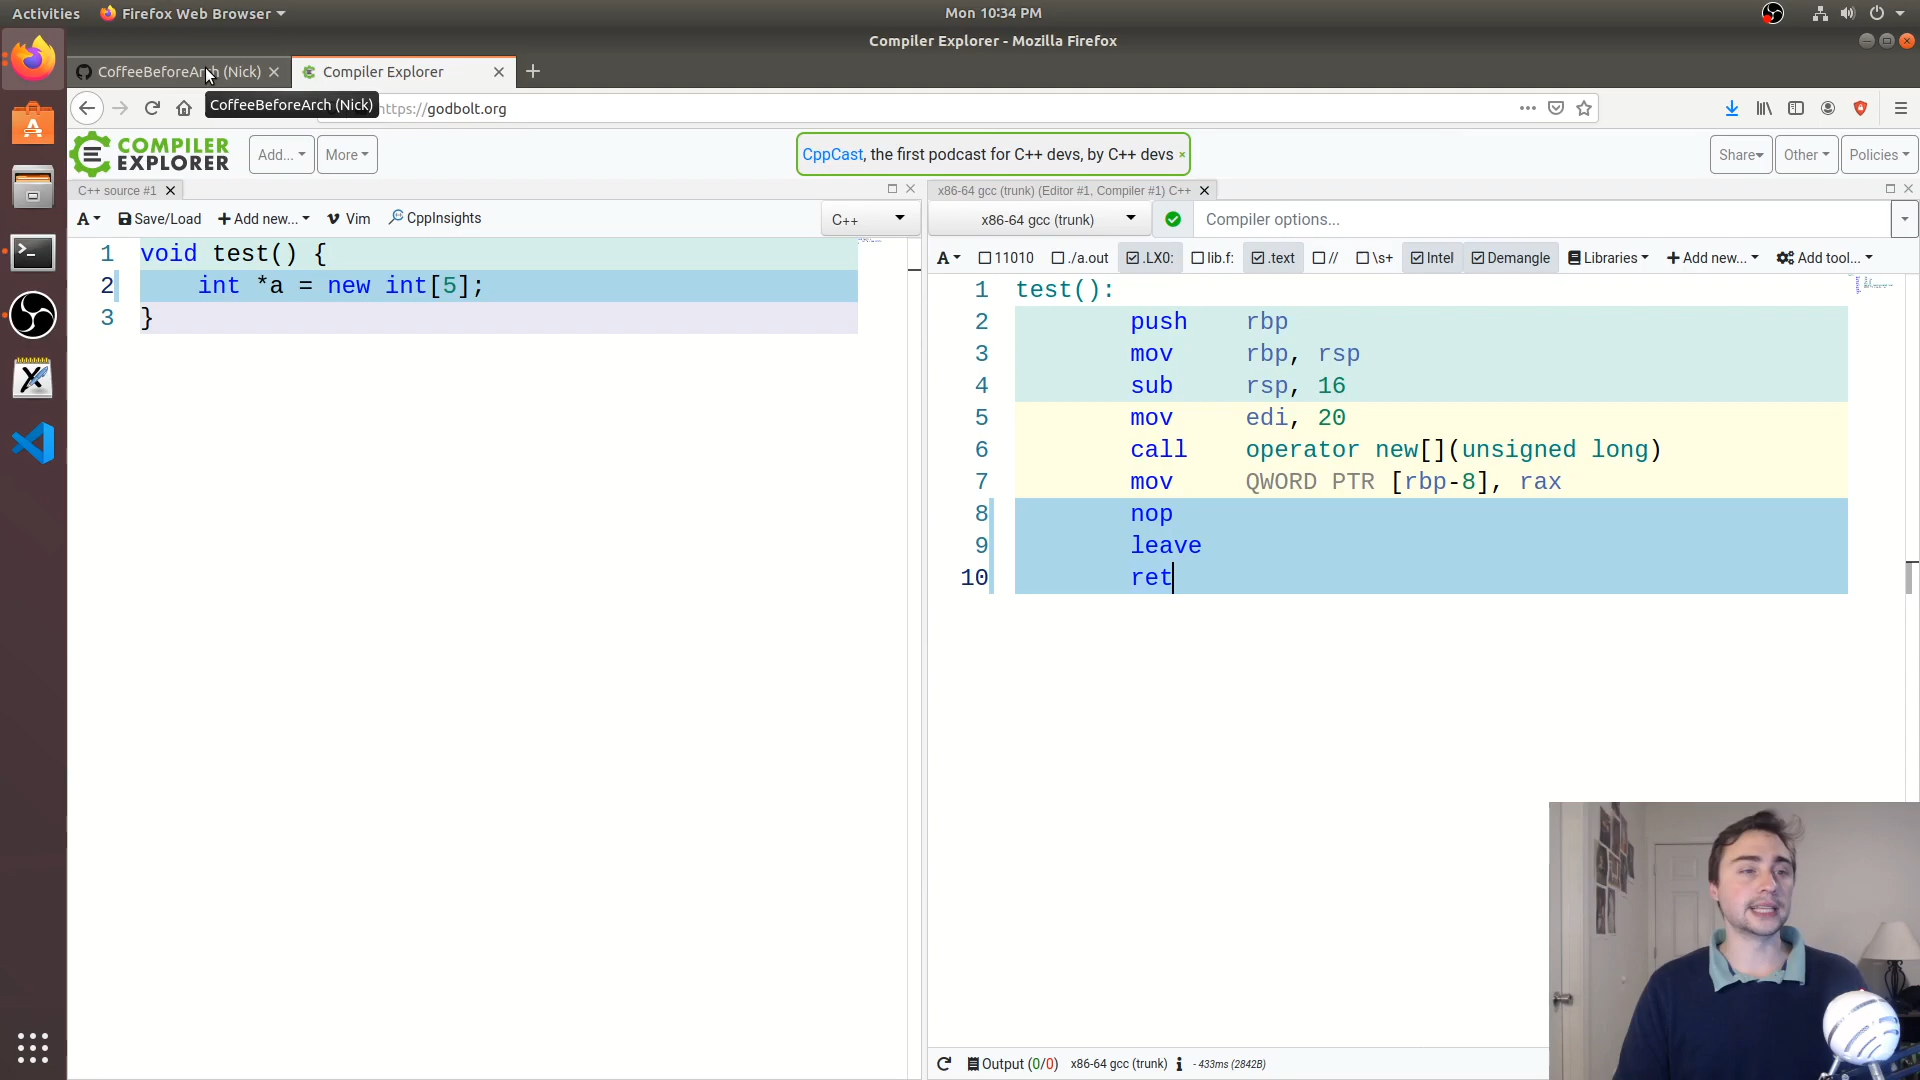 Activities Firefox Web Browser Mon 10:34 PM
Compiler Explorer - Mozilla Firefox
CoffeeBeforeArch (Nick) Compiler Explorer
CoffeeBeforeArch (Nick) https://godbolt.org
COMPILER EXPLORER Add... More CppCast, the first podcast for C++ devs, by C++ devs × Share Other Policies
C++ source #1 x86-64 gcc (trunk) (Editor #1, Compiler #1) C++
A Save/Load + Add new... Vim CppInsights C++ x86-64 gcc (trunk) Compiler options...
A 11010 ./a.out .LX0: lib.f: .text // \s+ Intel Demangle Libraries + Add new... Add tool...
1 void test() {
2 int *a = new int[5];
3 }
1 test():
2 push rbp
3 mov rbp, rsp
4 sub rsp, 16
5 mov edi, 20
6 call operator new[](unsigned long)
7 mov QWORD PTR [rbp-8], rax
8 nop
9 leave
10 ret
Output (0/0) x86-64 gcc (trunk) i - 433ms (2842B)